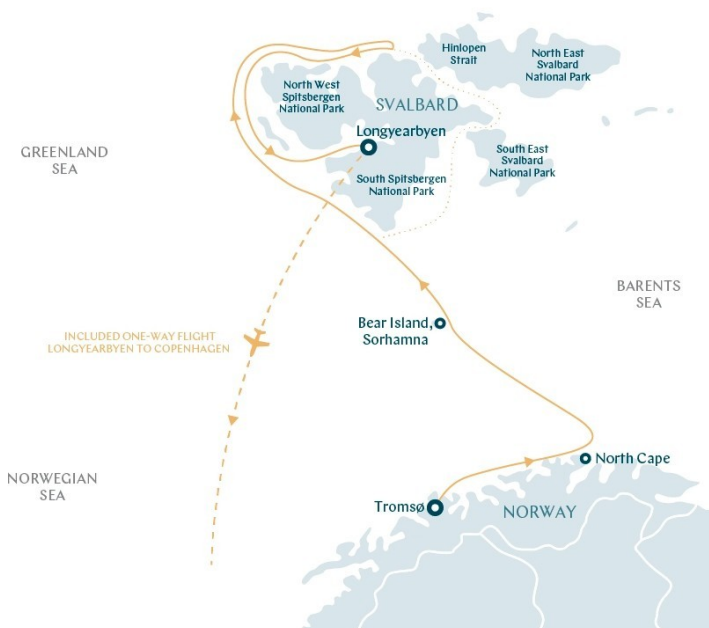 Hinlopen
Strait
North East
Svalbard
National Park
North West
Spitsbergen
National Park
SVALBARD
Longyearbyen
GREENLAND
SEA
South East
Svalbard
National Park
South Spitsbergen
National Park
BARENTS
SEA
Bear Island,
Sorhamna
INCLUDED ONE-WAY FLIGHT
LONGYEARBYEN TO COPENHAGEN
North Cape
NORWEGIAN
SEA
Tromsø
NORWAY